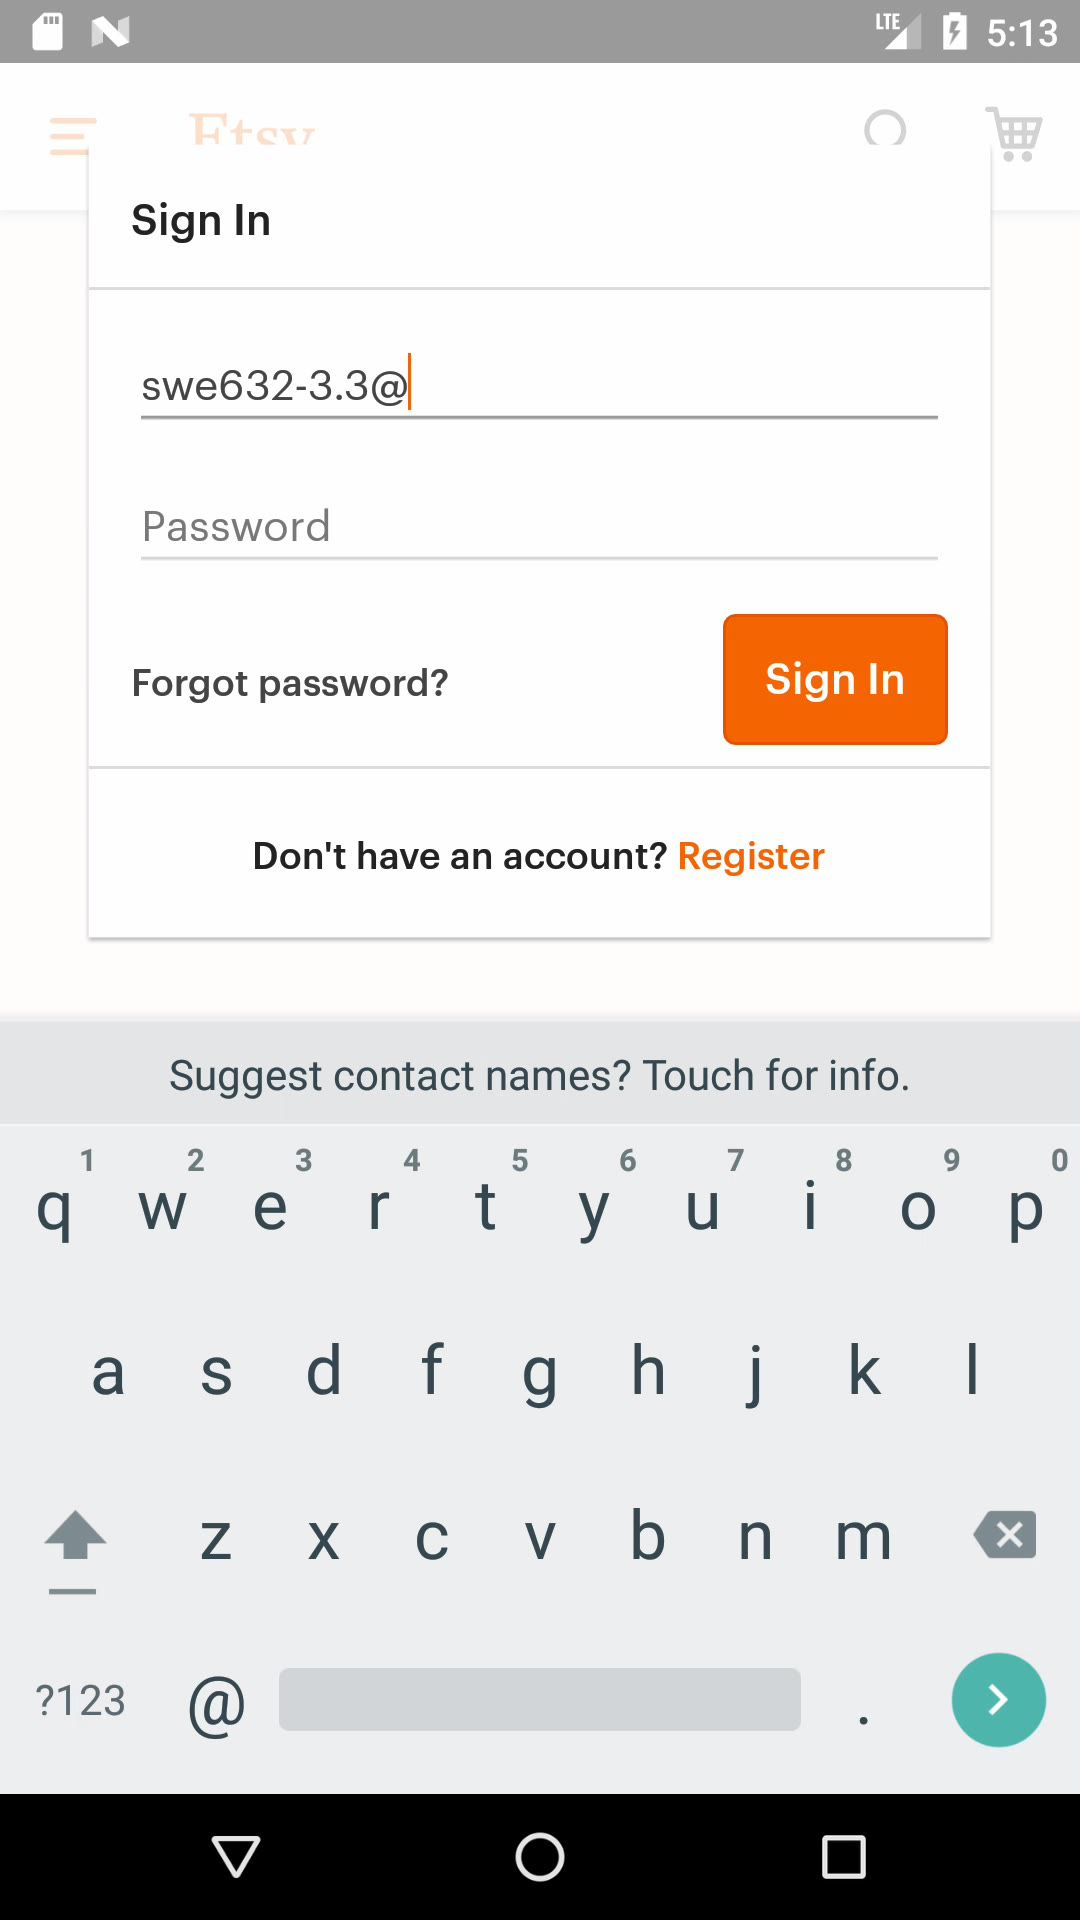 LTE 5:13
Etsy
Sign In
swe632-3.3@
Password
Forgot password? Sign In
Don't have an account? Register
Suggest contact names? Touch for info.
1 2 3 4 5 6 7 8 9 0
q w e r t y u i o p
a s d f g h j k l
z x c v b n m
?123 @ .